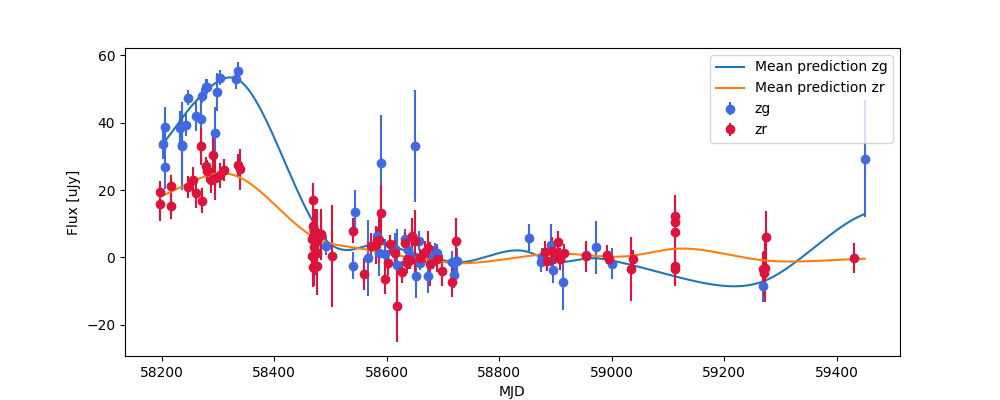 60
40
20
0
−20
Flux [uJy]
58200 58400 58600 58800 59000 59200 59400
MJD
Mean prediction zg
Mean prediction zr
zg
zr